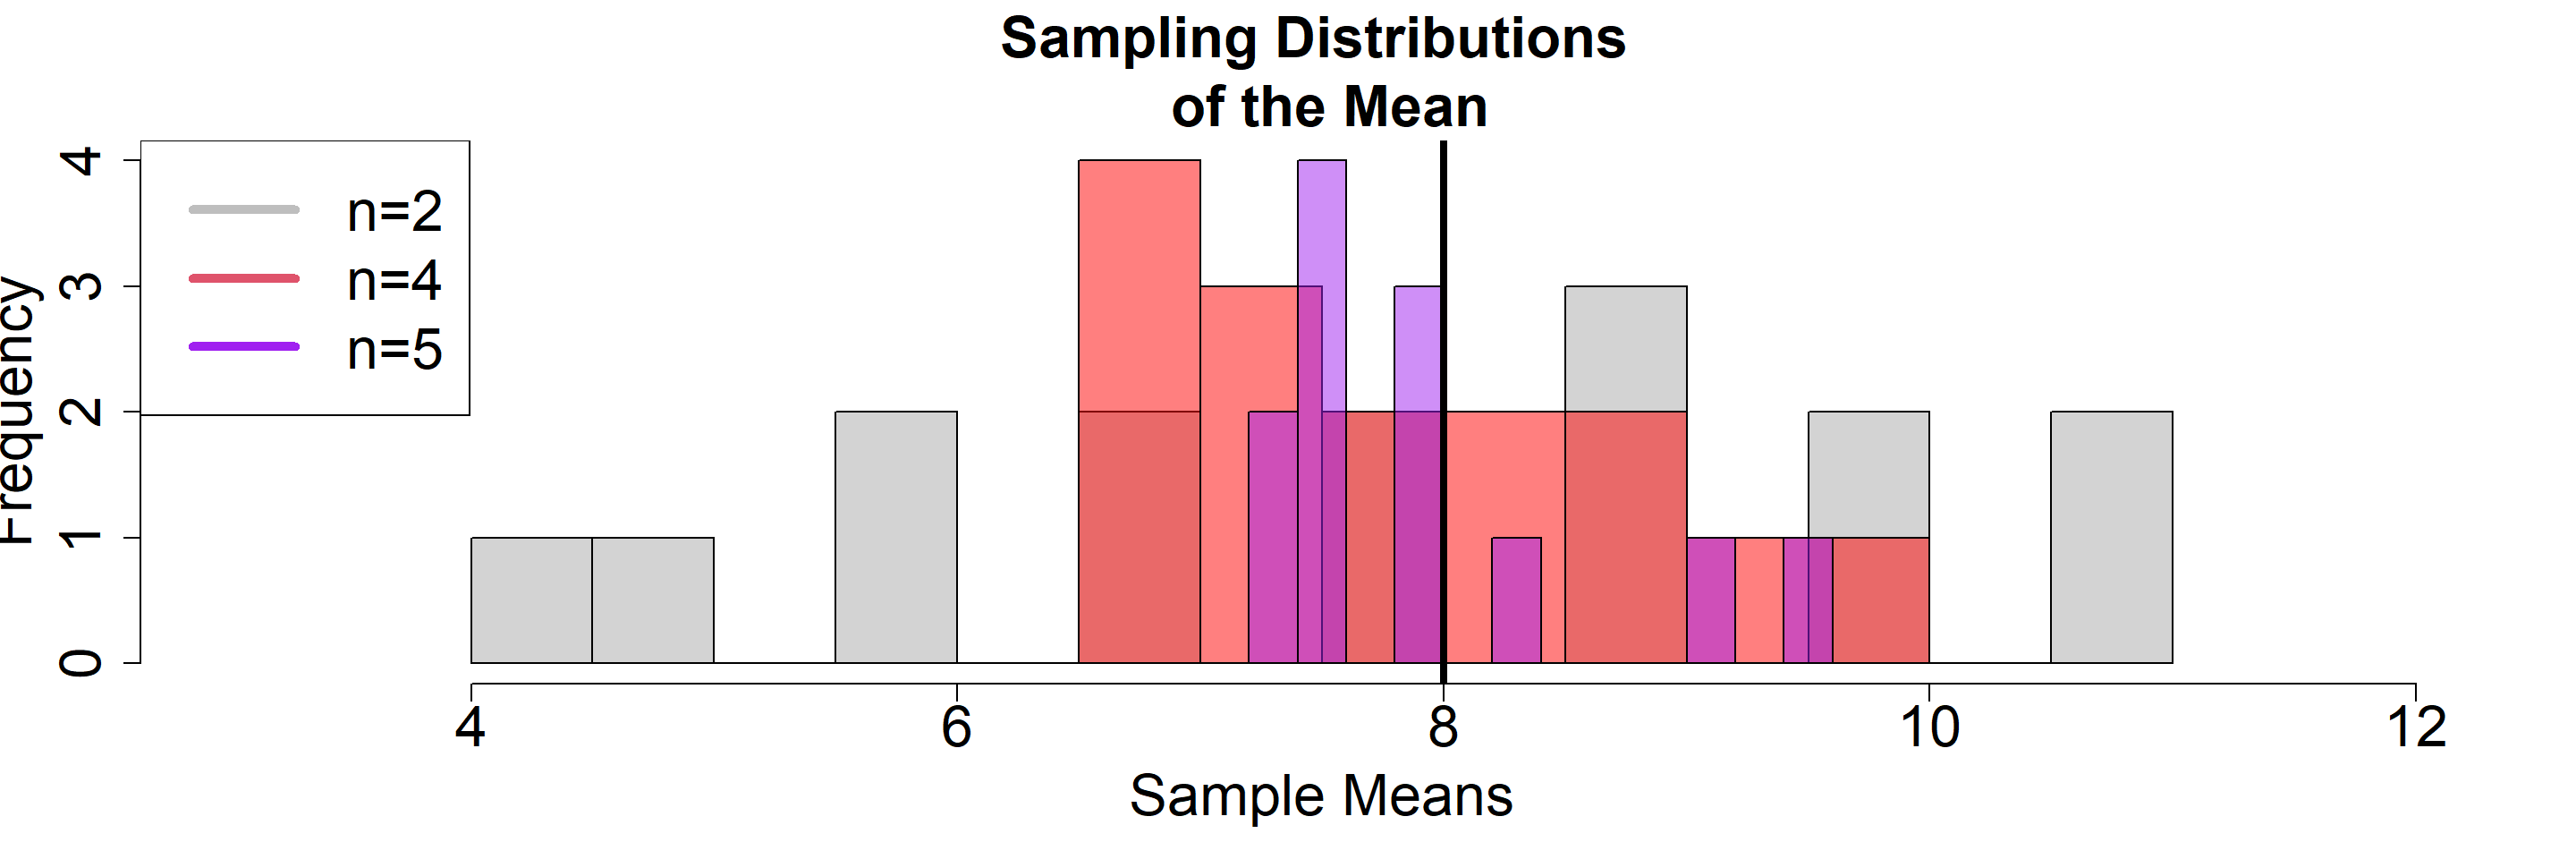 Sampling Distributions
of the Mean
n=2
n=4
n=5
Frequency
4
3
2
1
0
4 6 8 10 12
Sample Means